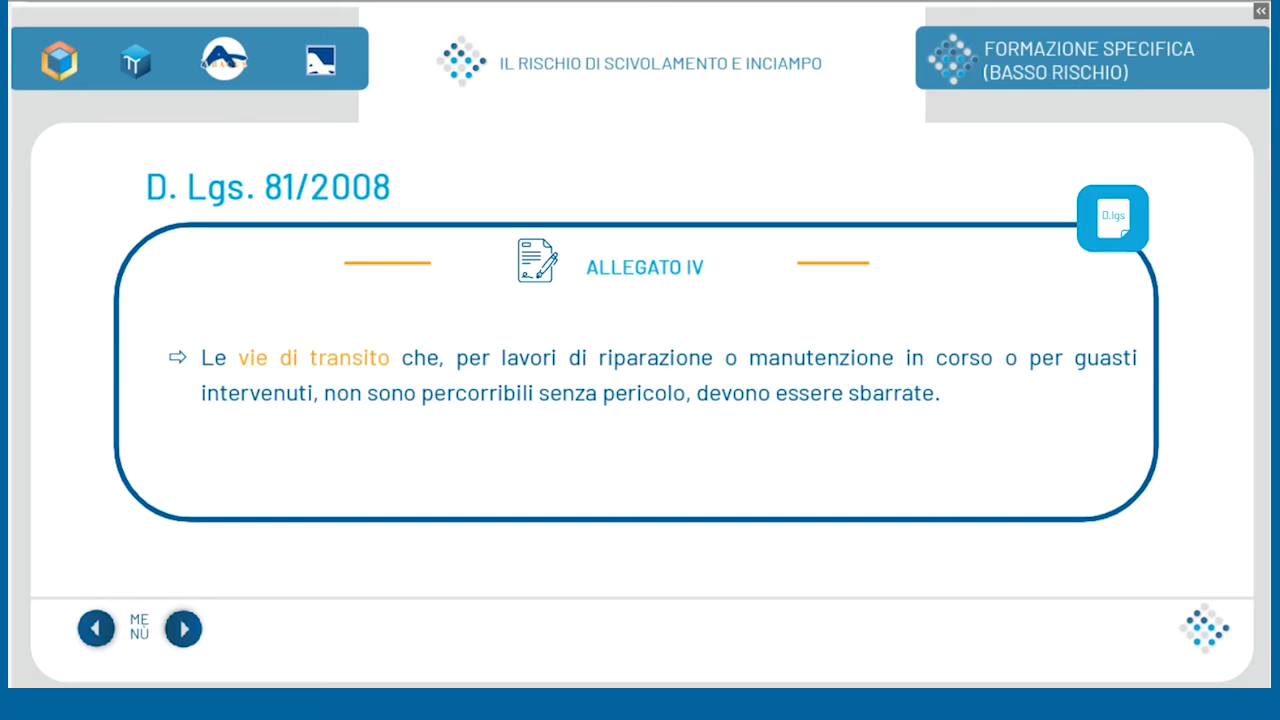 IL RISCHIO DI SCIVOLAMENTO E INCIAMPO
FORMAZIONE SPECIFICA
(BASSO RISCHIO)
D. Lgs. 81/2008
D.lgs
ALLEGATO IV
⇨ Le vie di transito che, per lavori di riparazione o manutenzione in corso o per guasti
intervenuti, non sono percorribili senza pericolo, devono essere sbarrate.
ME
NÙ